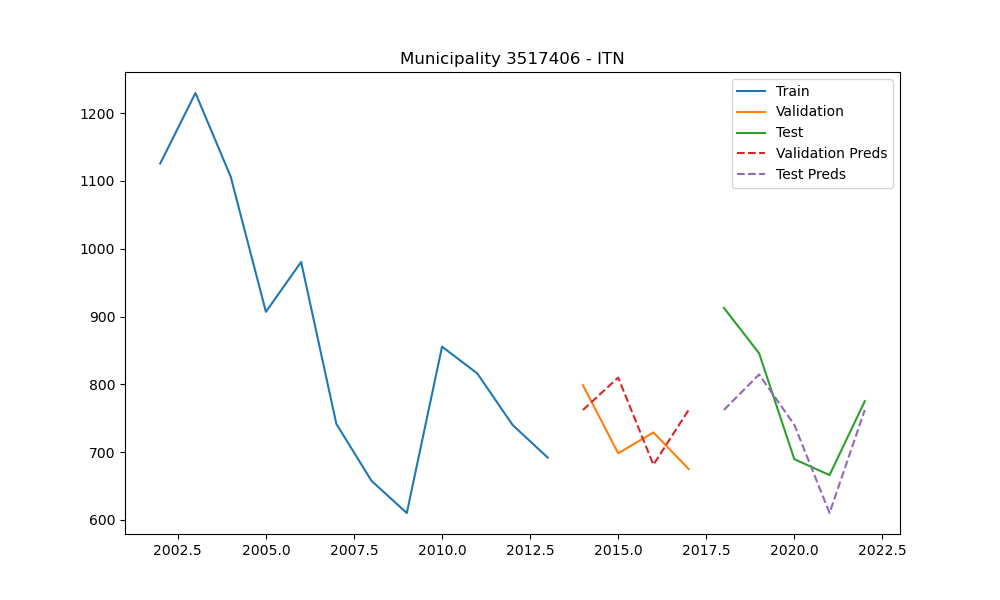 Municipality 3517406 - ITN
Train
Validation
Test
Validation Preds
Test Preds
1200
1100
1000
900
800
700
600
2002.5 2005.0 2007.5 2010.0 2012.5 2015.0 2017.5 2020.0 2022.5